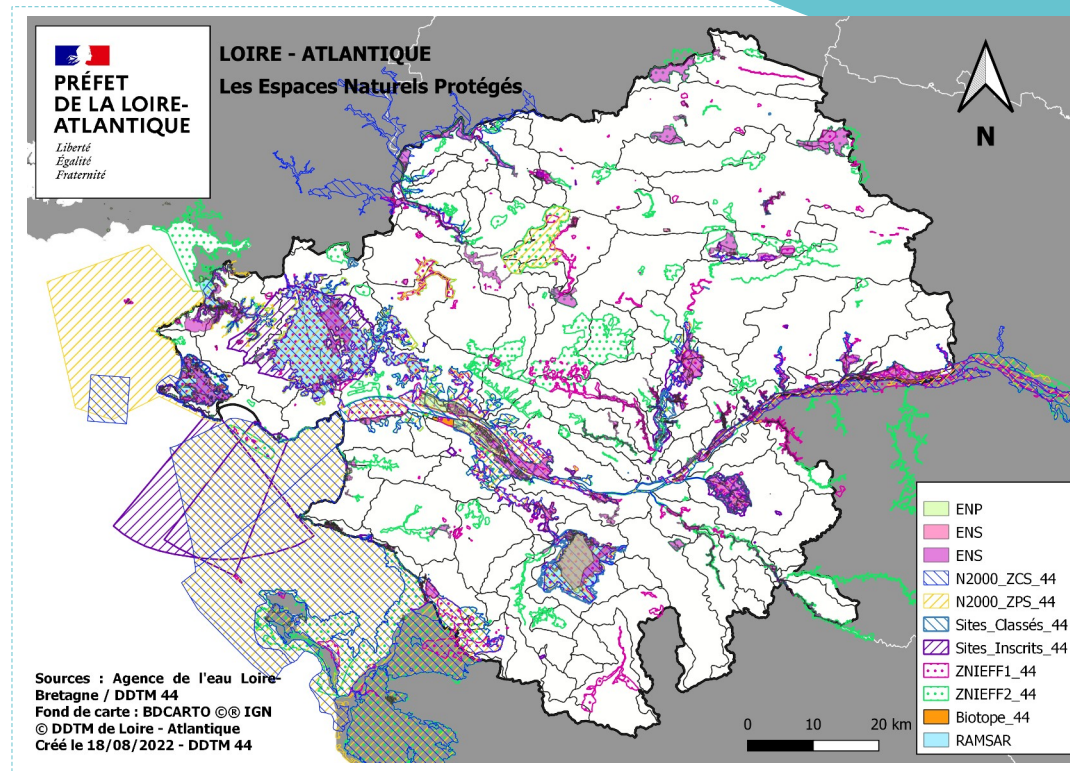 LOIRE - ATLANTIQUE
Les Espaces Naturels Protégés
PRÉFET
DE LA LOIRE-
ATLANTIQUE
Liberté
Égalité
Fraternité
N
ENP
ENS
ENS
N2000_ZCS_44
N2000_ZPS_44
Sites_Classés_44
Sites_Inscrits_44
ZNIEFF1_44
ZNIEFF2_44
Biotope_44
RAMSAR
Sources : Agence de l'eau Loire-
Bretagne / DDTM 44
Fond de carte : BDCARTO ©® IGN
© DDTM de Loire - Atlantique
Créé le 18/08/2022 - DDTM 44
0 10 20 km